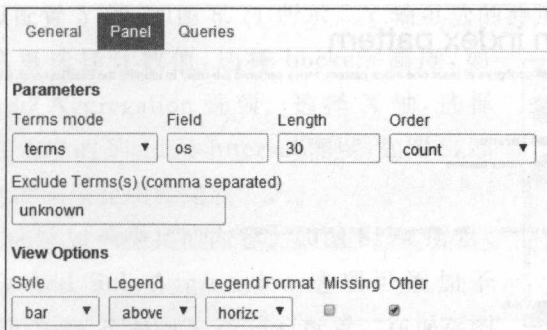 General Panel Queries
Parameters
Terms mode Field Length Order
terms os 30 count
Exclude Terms(s) (comma separated)
unknown
View Options
Style Legend Legend Format Missing Other
bar above horizc